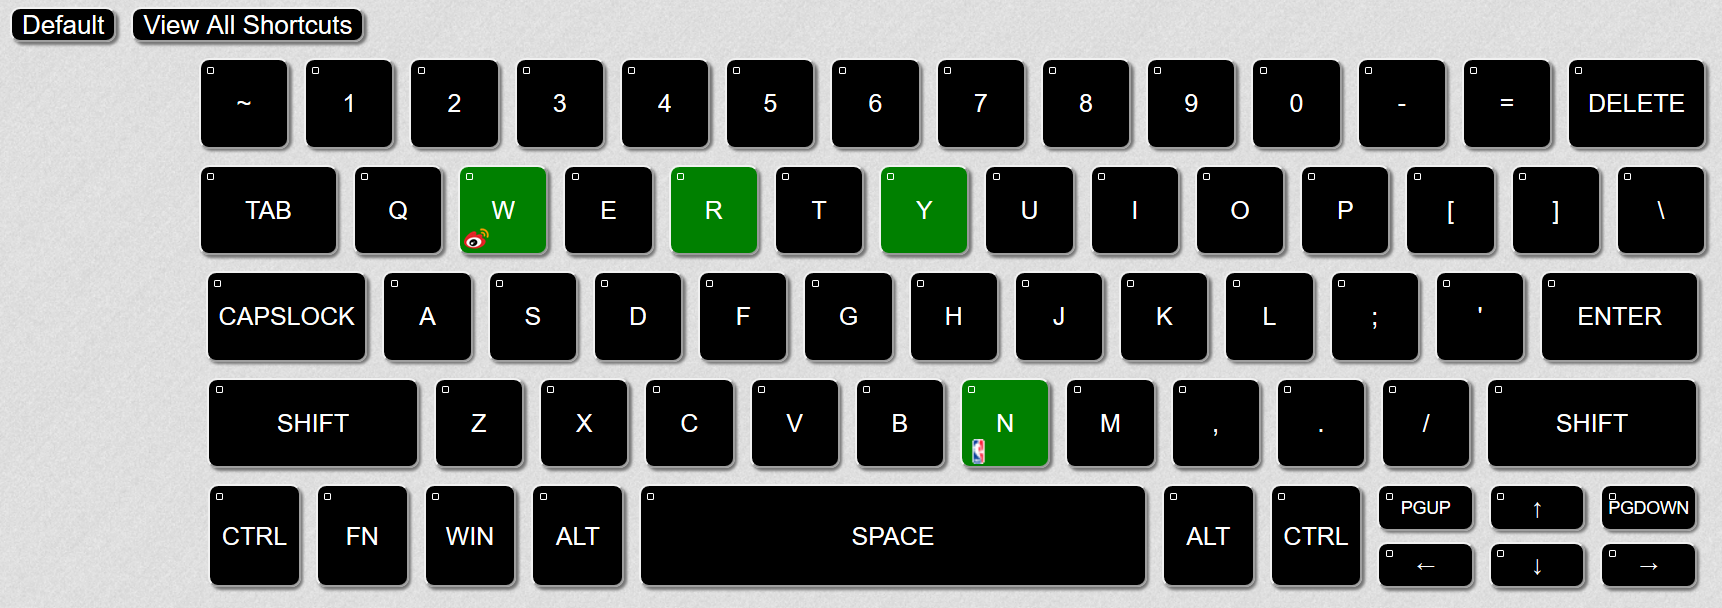 Default View All Shortcuts
~ 1 2 3 4 5 6 7 8 9 0 - = DELETE
TAB Q W E R T Y U I O P [ ] \
CAPSLOCK A S D F G H J K L ; ' ENTER
SHIFT Z X C V B N M , . / SHIFT
CTRL FN WIN ALT SPACE ALT CTRL PGUP ↑ PGDOWN
← ↓ →